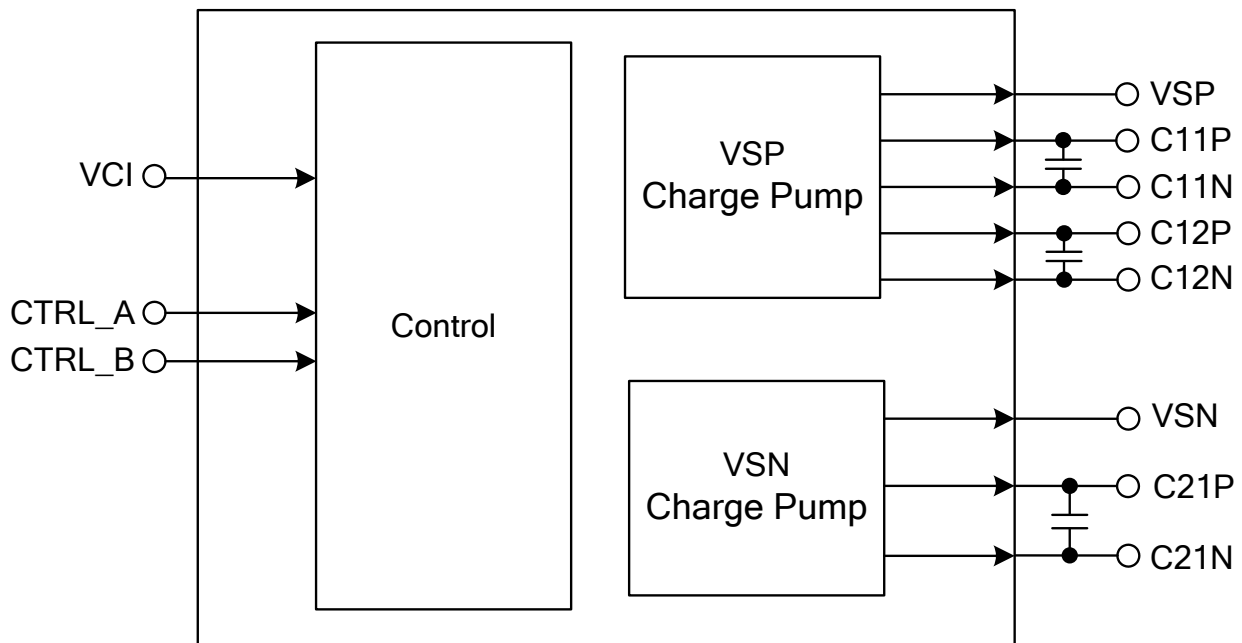 VCI
CTRL_A
CTRL_B
Control
VSP
Charge Pump
VSN
Charge Pump
VSP
C11P
C11N
C12P
C12N
VSN
C21P
C21N